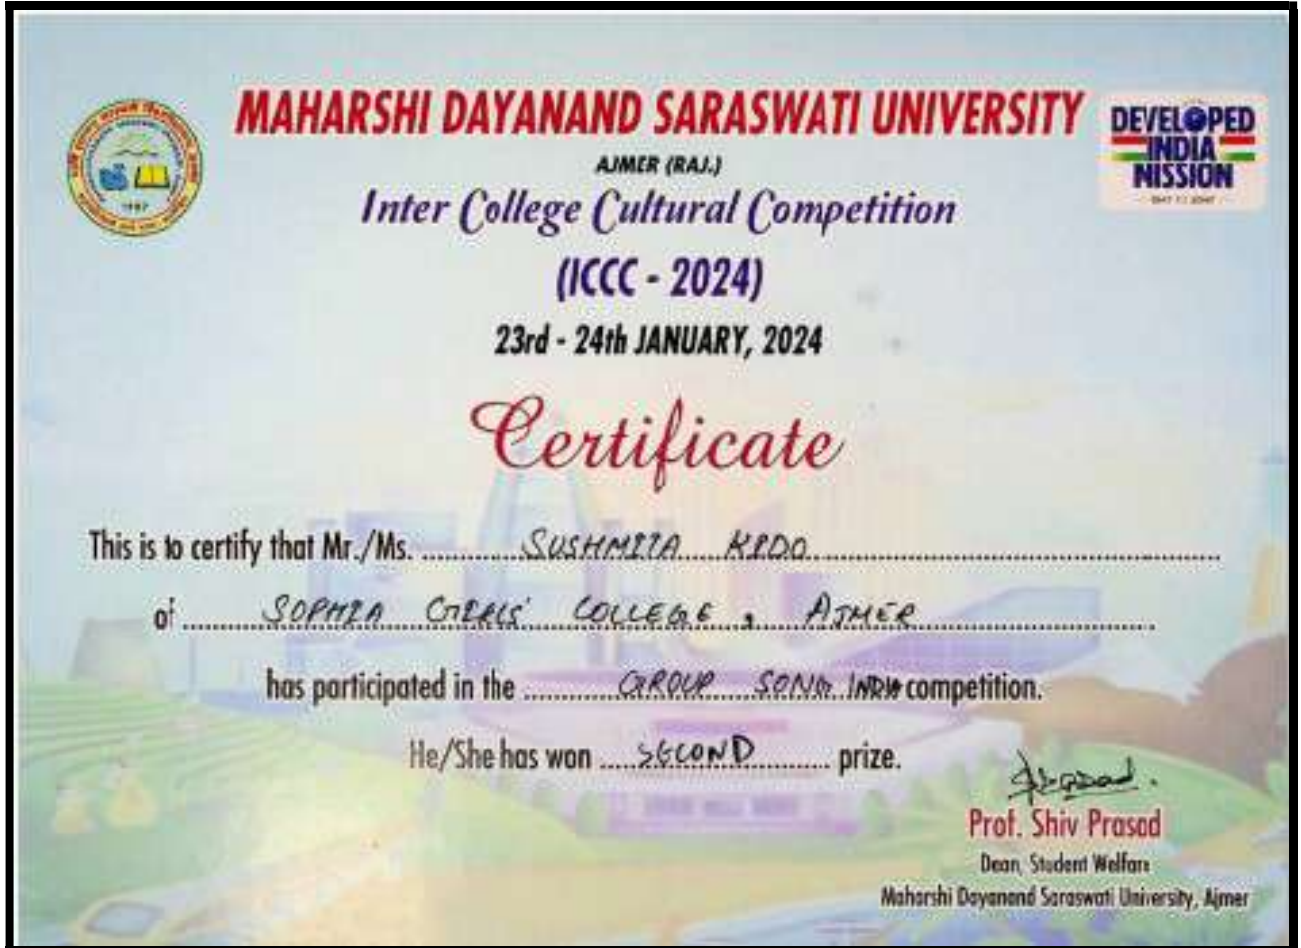 MAHARSHI DAYANAND SARASWATI UNIVERSITY
AJMER (RAJ.)
DEVELOPED
INDIA
MISSION
1987
Inter College Cultural Competition
(ICCC - 2024)
23rd - 24th JANUARY, 2024
Certificate
This is to certify that Mr./Ms. SUSHMITA KIDO
of SOPHIA GIRLS' COLLEGE, AJMER
has participated in the GROUP SONG INDIA competition.
He/She has won SECOND prize.
Prof. Shiv Prasad
Dean, Student Welfare
Maharshi Dayanand Saraswati University, Ajmer